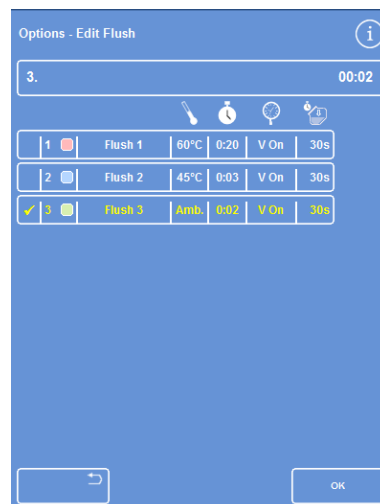 Options - Edit Flush
i
3. 00:02
1 Flush 1 60°C 0:20 V On 30s
2 Flush 2 45°C 0:03 V On 30s
✓ 3 Flush 3 Amb. 0:02 V On 30s
OK